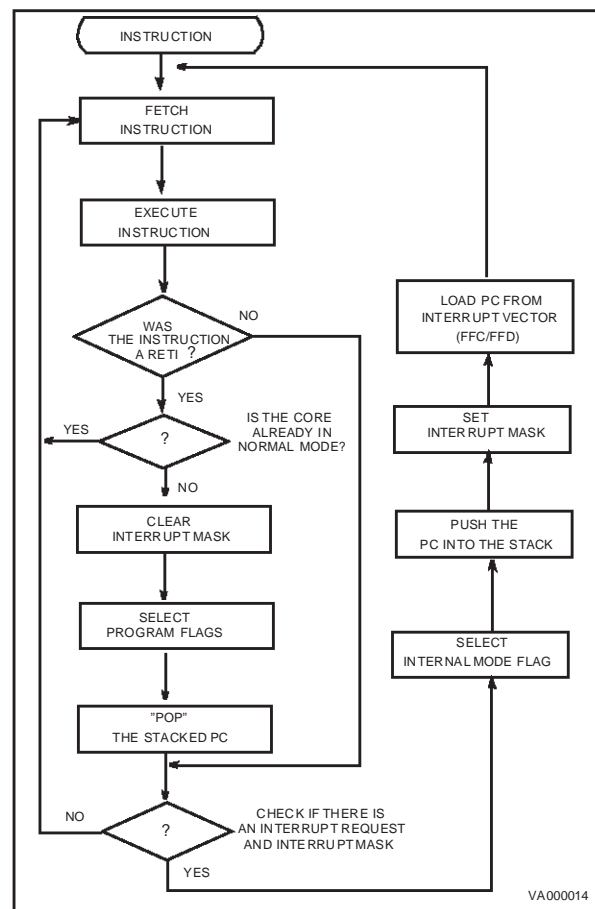 INSTRUCTION
FETCH
INSTRUCTION
EXECUTE
INSTRUCTION
WAS
THE INSTRUCTION
A RETI ?
NO
YES
YES
?
IS THE CORE
ALREADY IN
NORMAL MODE?
NO
CLEAR
INTERRUPT MASK
SELECT
PROGRAM FLAGS
"POP"
THE STACKED PC
NO
?
CHECK IF THERE IS
AN INTERRUPT REQUEST
AND INTERRUPT MASK
YES
LOAD PC FROM
INTERRUPT VECTOR
(FFC/FFD)
SET
INTERRUPT MASK
PUSH THE
PC INTO THE STACK
SELECT
INTERNAL MODE FLAG
VA000014